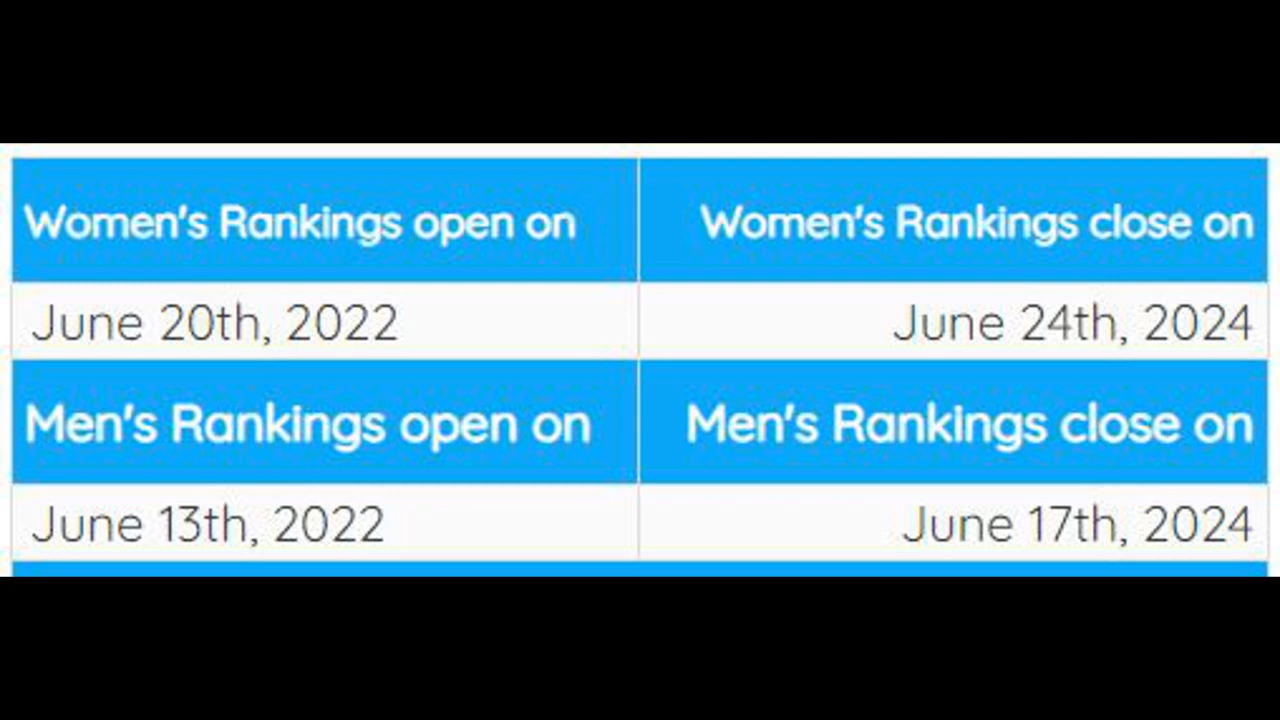 Women's Rankings open on
Women's Rankings close on
June 20th, 2022
June 24th, 2024
Men's Rankings open on
Men's Rankings close on
June 13th, 2022
June 17th, 2024